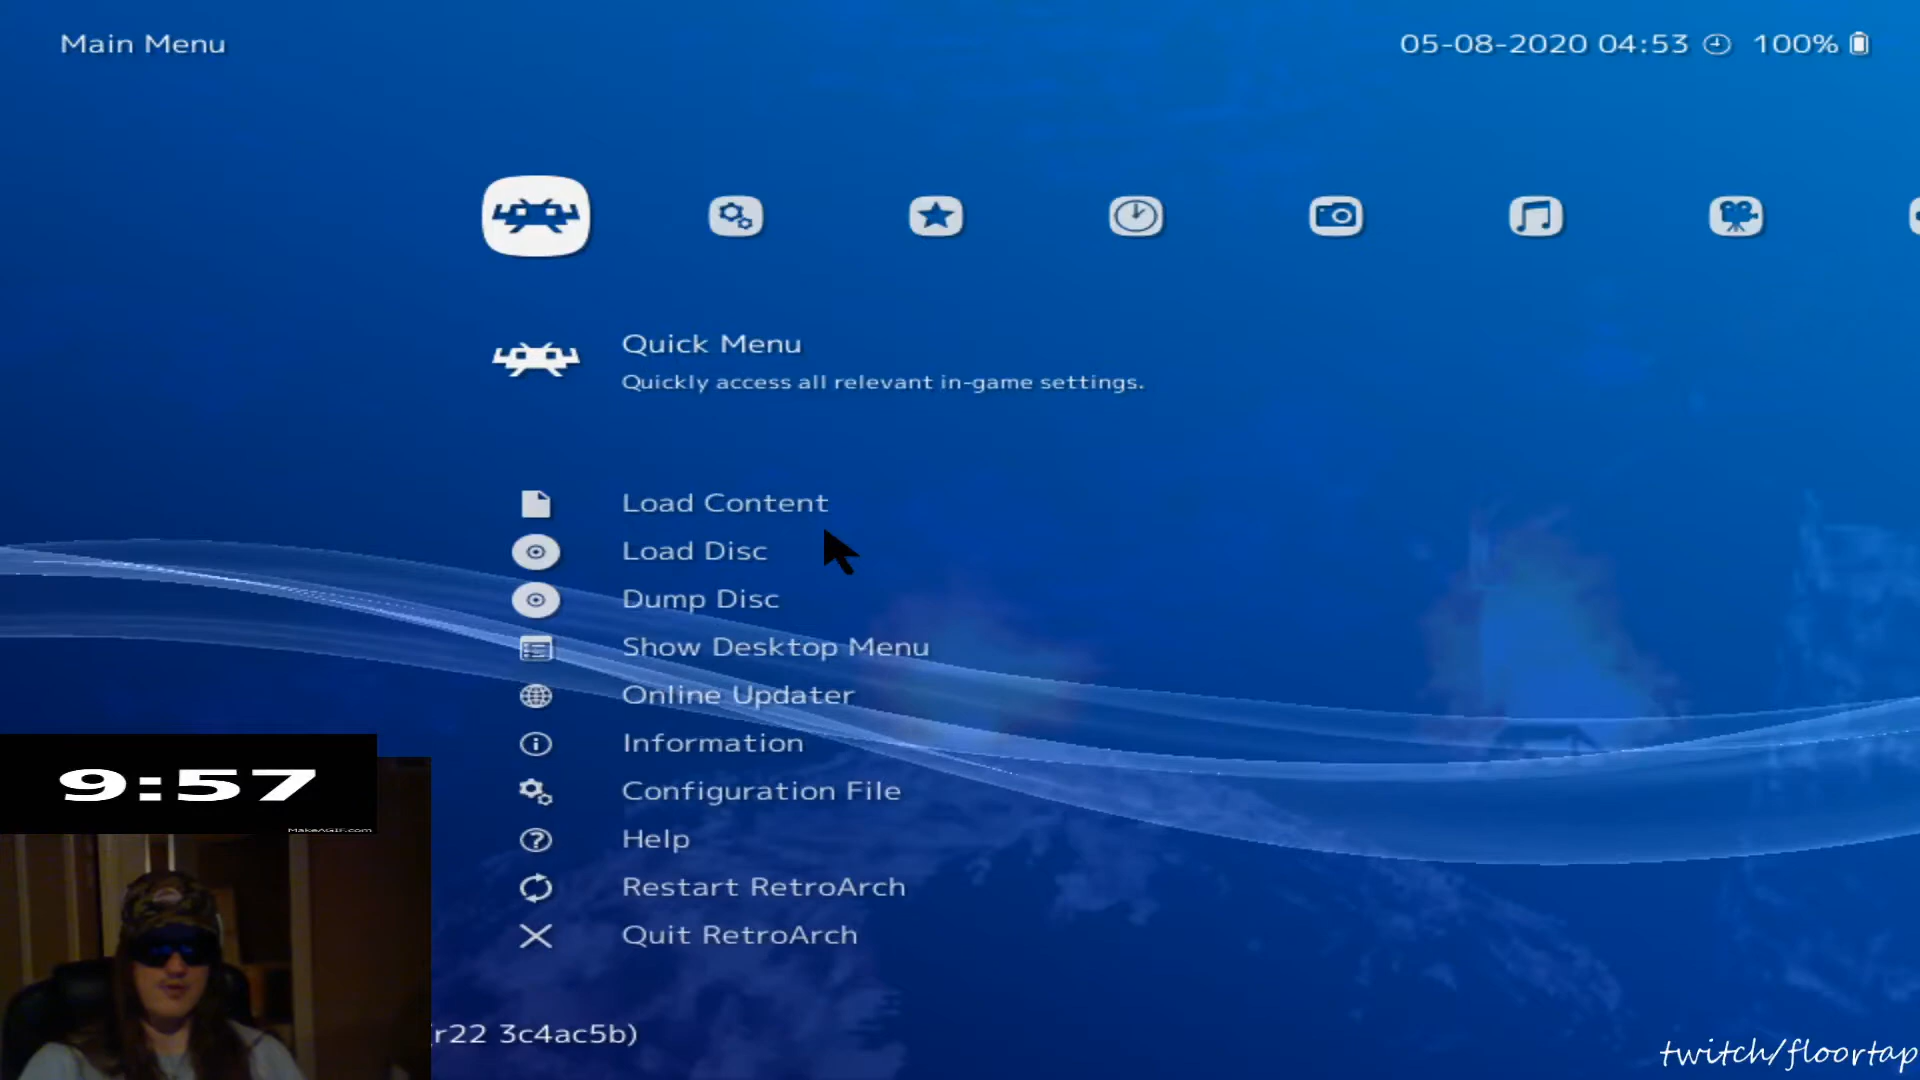 Main Menu
05-08-2020 04:53 100%
Quick Menu
Quickly access all relevant in-game settings.
Load Content
Load Disc
Dump Disc
Show Desktop Menu
Online Updater
Information
Configuration File
Help
Restart RetroArch
Quit RetroArch
9:57
MakeAGif.com
(r22 3c4ac5b)
twitch/floortap